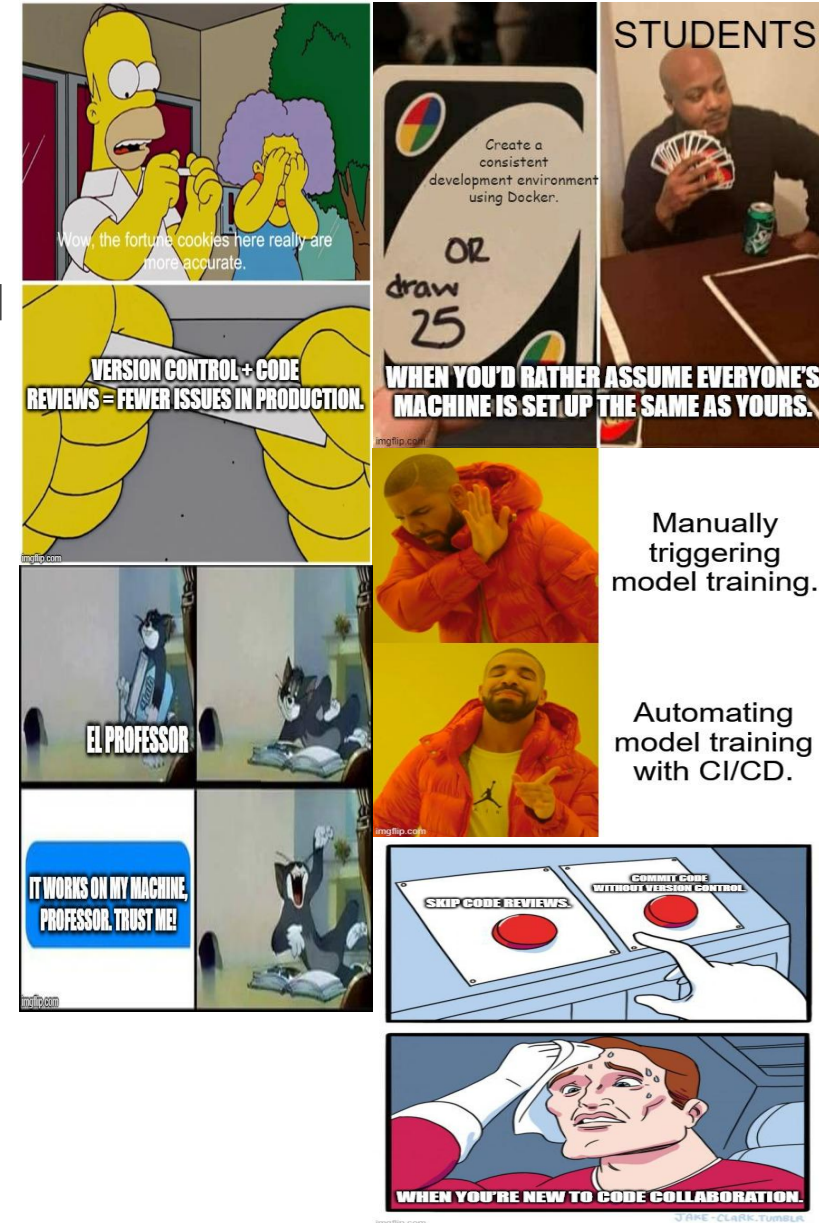 Wow, the fortune cookies here really are
more accurate.
VERSION CONTROL + CODE
REVIEWS = FEWER ISSUES IN PRODUCTION.
imgflip.com
STUDENTS
Create a
consistent
development environment
using Docker.
OR
draw
25
WHEN YOU'D RATHER ASSUME EVERYONE'S
MACHINE IS SET UP THE SAME AS YOURS.
imgflip.com
Manually
triggering
model training.
Automating
model training
with CI/CD.
imgflip.com
Math
EL PROFESSOR
IT WORKS ON MY MACHINE,
PROFESSOR. TRUST ME!
imgflip.com
SKIP CODE REVIEWS.
COMMIT CODE
WITHOUT VERSION CONTROL.
WHEN YOU'RE NEW TO CODE COLLABORATION.
imgflip.com
JAKE-CLARK.TUMBLR